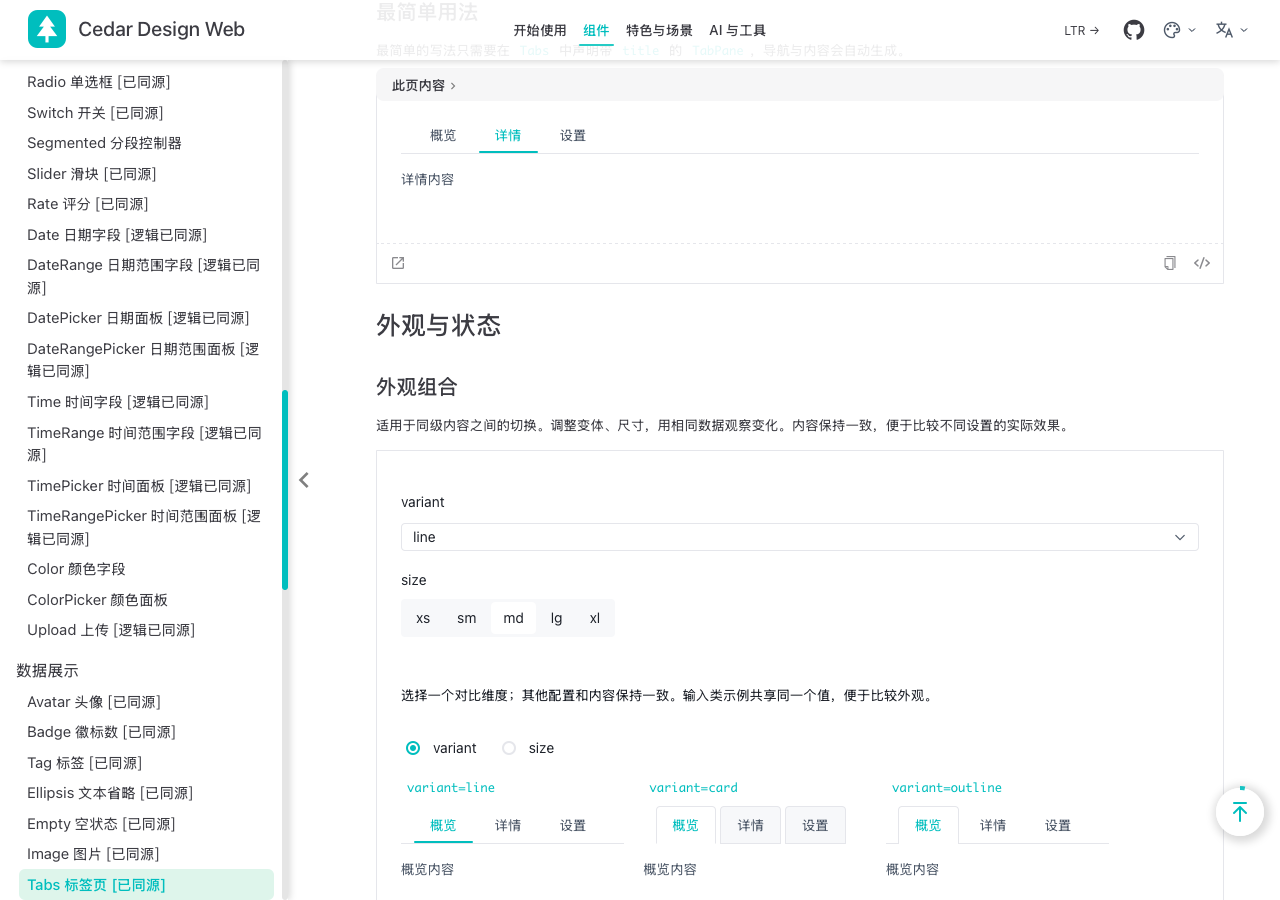 Cedar Design Web
开始使用
组件
特色与场景
AI 与工具
LTR
Radio 单选框 [已同源]
Switch 开关 [已同源]
Segmented 分段控制器
Slider 滑块 [已同源]
Rate 评分 [已同源]
Date 日期字段 [逻辑已同源]
DateRange 日期范围字段 [逻辑已同
源]
DatePicker 日期面板 [逻辑已同源]
DateRangePicker 日期范围面板 [逻
辑已同源]
Time 时间字段 [逻辑已同源]
TimeRange 时间范围字段 [逻辑已同
源]
TimePicker 时间面板 [逻辑已同源]
TimeRangePicker 时间范围面板 [逻
辑已同源]
Color 颜色字段
ColorPicker 颜色面板
Upload 上传 [逻辑已同源]
数据展示
Avatar 头像 [已同源]
Badge 徽标数 [已同源]
Tag 标签 [已同源]
Ellipsis 文本省略 [已同源]
Empty 空状态 [已同源]
Image 图片 [已同源]
Tabs 标签页 [已同源]
最简单用法
最简单的写法只需要在 Tabs 中声明带 title 的 TabPane，导航与内容会自动生成。
此页内容
概览 详情 设置
详情内容
外观与状态
外观组合
适用于同级内容之间的切换。调整变体、尺寸，用相同数据观察变化。内容保持一致，便于比较不同设置的实际效果。
variant
line
size
xs sm md lg xl
选择一个对比维度；其他配置和内容保持一致。输入类示例共享同一个值，便于比较外观。
variant size
variant=line variant=card variant=outline
概览 详情 设置 概览 详情 设置 概览 详情 设置
概览内容 概览内容 概览内容